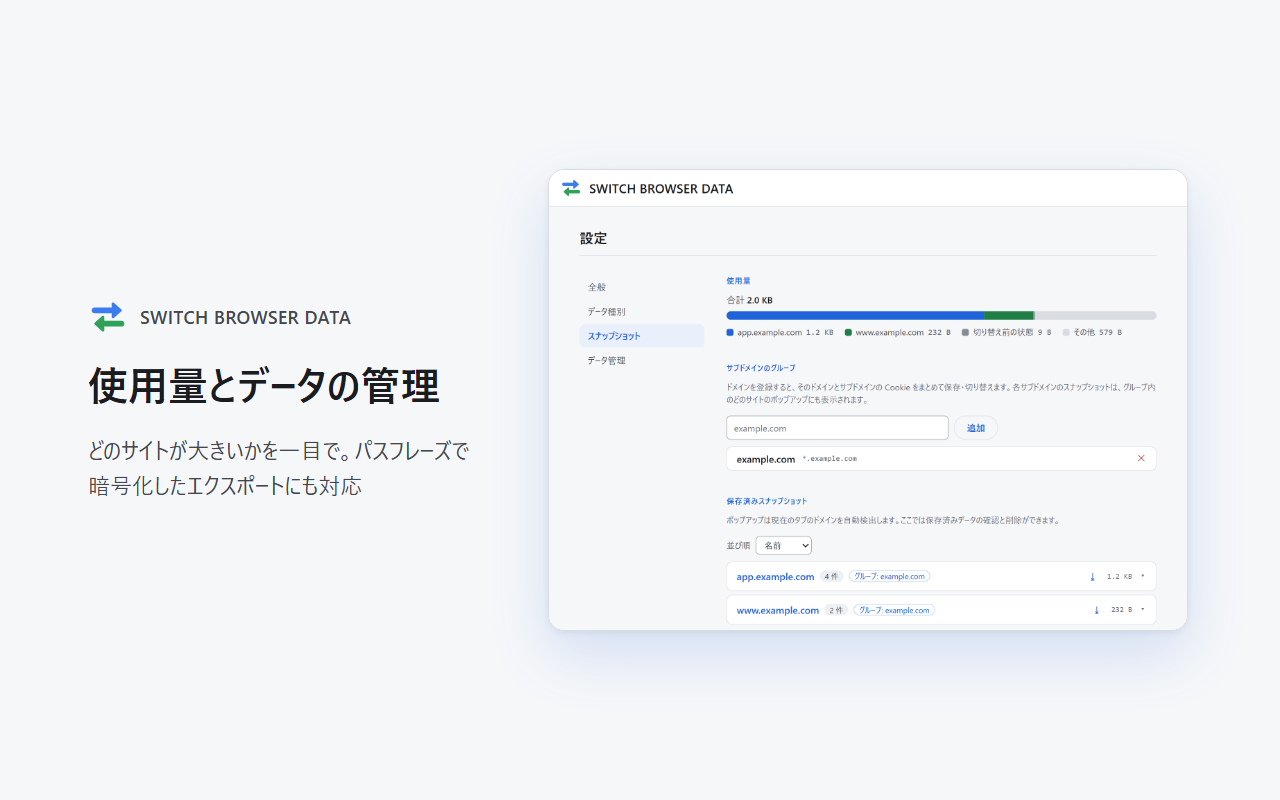 SWITCH BROWSER DATA
使用量とデータの管理
どのサイトが大きいかを一目で。パスフレーズで
暗号化したエクスポートにも対応
SWITCH BROWSER DATA
設定
全般
データ種別
スナップショット
データ管理
使用量
合計 2.0 KB
app.example.com 1.2 KB www.example.com 232 B 切り替え前の状態 9 B その他 579 B
サブドメインのグループ
ドメインを登録すると、そのドメインとサブドメインの Cookie をまとめて保存・切り替えます。各サブドメインのスナップショットは、グループ内
のどのサイトのポップアップにも表示されます。
example.com 追加
example.com *.example.com ×
保存済みスナップショット
ポップアップは現在のタブのドメインを自動検出します。ここでは保存済みデータの確認と削除ができます。
並び順 名前
app.example.com 4 件 グループ: example.com 1.2 KB
www.example.com 2 件 グループ: example.com 232 B